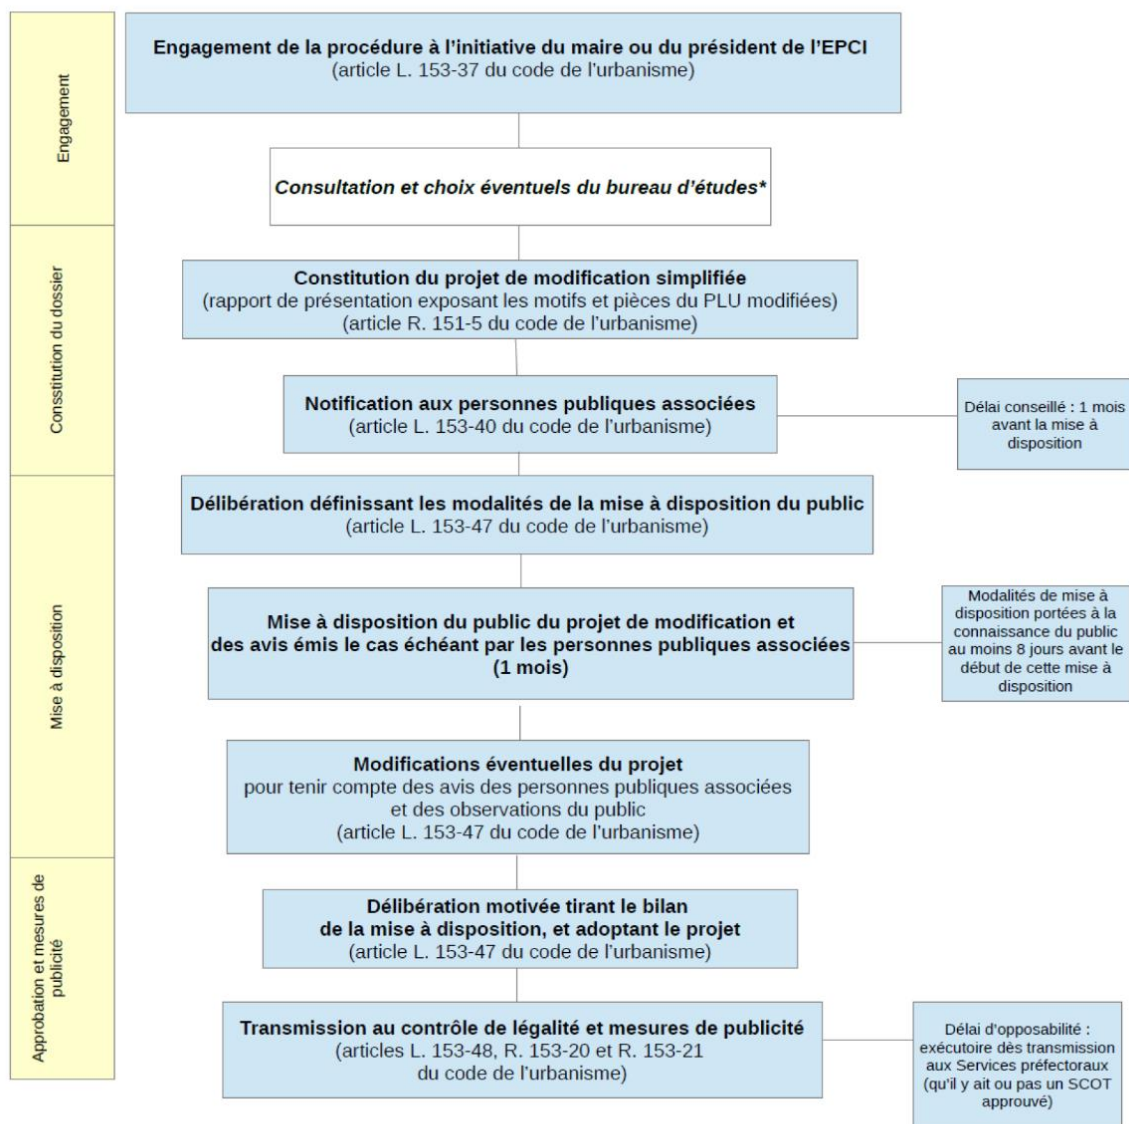 Engagement
Engagement de la procédure à l'initiative du maire ou du président de l'EPCI
(article L. 153-37 du code de l'urbanisme)
Consultation et choix éventuels du bureau d'études*
Consstitution du dossier
Constitution du projet de modification simplifiée
(rapport de présentation exposant les motifs et pièces du PLU modifiées)
(article R. 151-5 du code de l'urbanisme)
Notification aux personnes publiques associées
(article L. 153-40 du code de l'urbanisme)
Délai conseillé : 1 mois
avant la mise à
disposition
Mise à disposition
Délibération définissant les modalités de la mise à disposition du public
(article L. 153-47 du code de l'urbanisme)
Mise à disposition du public du projet de modification et
des avis émis le cas échéant par les personnes publiques associées
(1 mois)
Modalités de mise à
disposition portées à la
connaissance du public
au moins 8 jours avant le
début de cette mise à
disposition
Modifications éventuelles du projet
pour tenir compte des avis des personnes publiques associées
et des observations du public
(article L. 153-47 du code de l'urbanisme)
Approbation et mesures de
publicité
Délibération motivée tirant le bilan
de la mise à disposition, et adoptant le projet
(article L. 153-47 du code de l'urbanisme)
Transmission au contrôle de légalité et mesures de publicité
(articles L. 153-48, R. 153-20 et R. 153-21
du code de l'urbanisme)
Délai d'opposabilité :
exécutoire dès transmission
aux Services préfectoraux
(qu'il y ait ou pas un SCOT
approuvé)